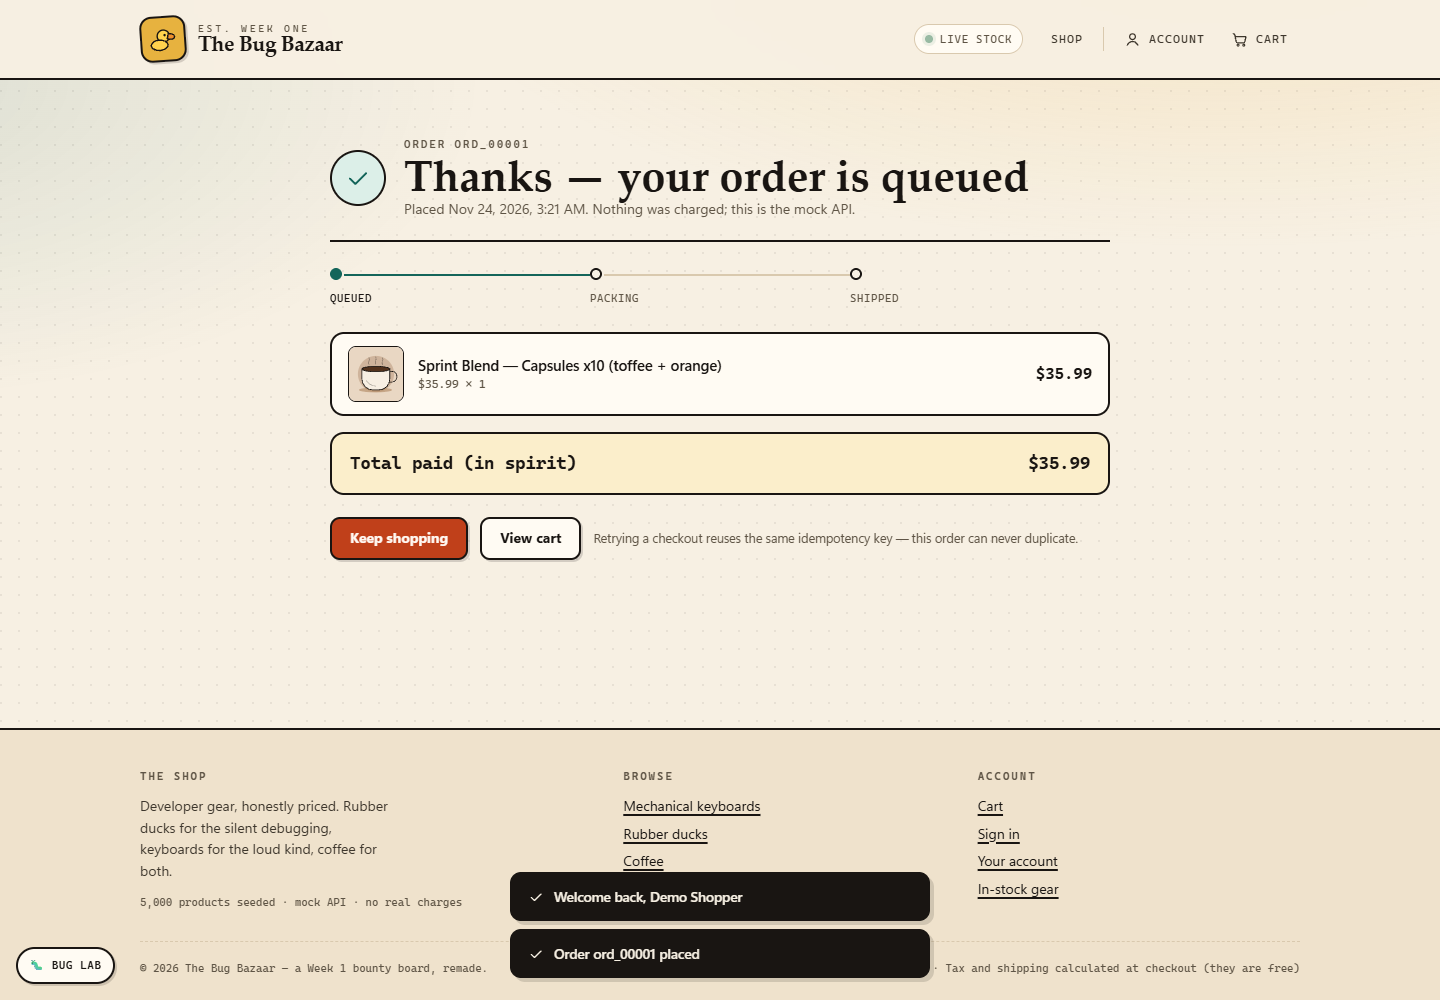 EST. WEEK ONE
The Bug Bazaar
LIVE STOCK
SHOP
ACCOUNT
CART
ORDER ORD_00001
Thanks — your order is queued
Placed Nov 24, 2026, 3:21 AM. Nothing was charged; this is the mock API.
QUEUED
PACKING
SHIPPED
Sprint Blend — Capsules x10 (toffee + orange)
$35.99 × 1
$35.99
Total paid (in spirit)
$35.99
Keep shopping
View cart
Retrying a checkout reuses the same idempotency key — this order can never duplicate.
THE SHOP
Developer gear, honestly priced. Rubber
ducks for the silent debugging,
keyboards for the loud kind, coffee for
both.
5,000 products seeded · mock API · no real charges
BROWSE
Mechanical keyboards
Rubber ducks
Coffee
ACCOUNT
Cart
Sign in
Your account
In-stock gear
Welcome back, Demo Shopper
Order ord_00001 placed
BUG LAB
© 2026 The Bug Bazaar — a Week 1 bounty board, remade.
· Tax and shipping calculated at checkout (they are free)